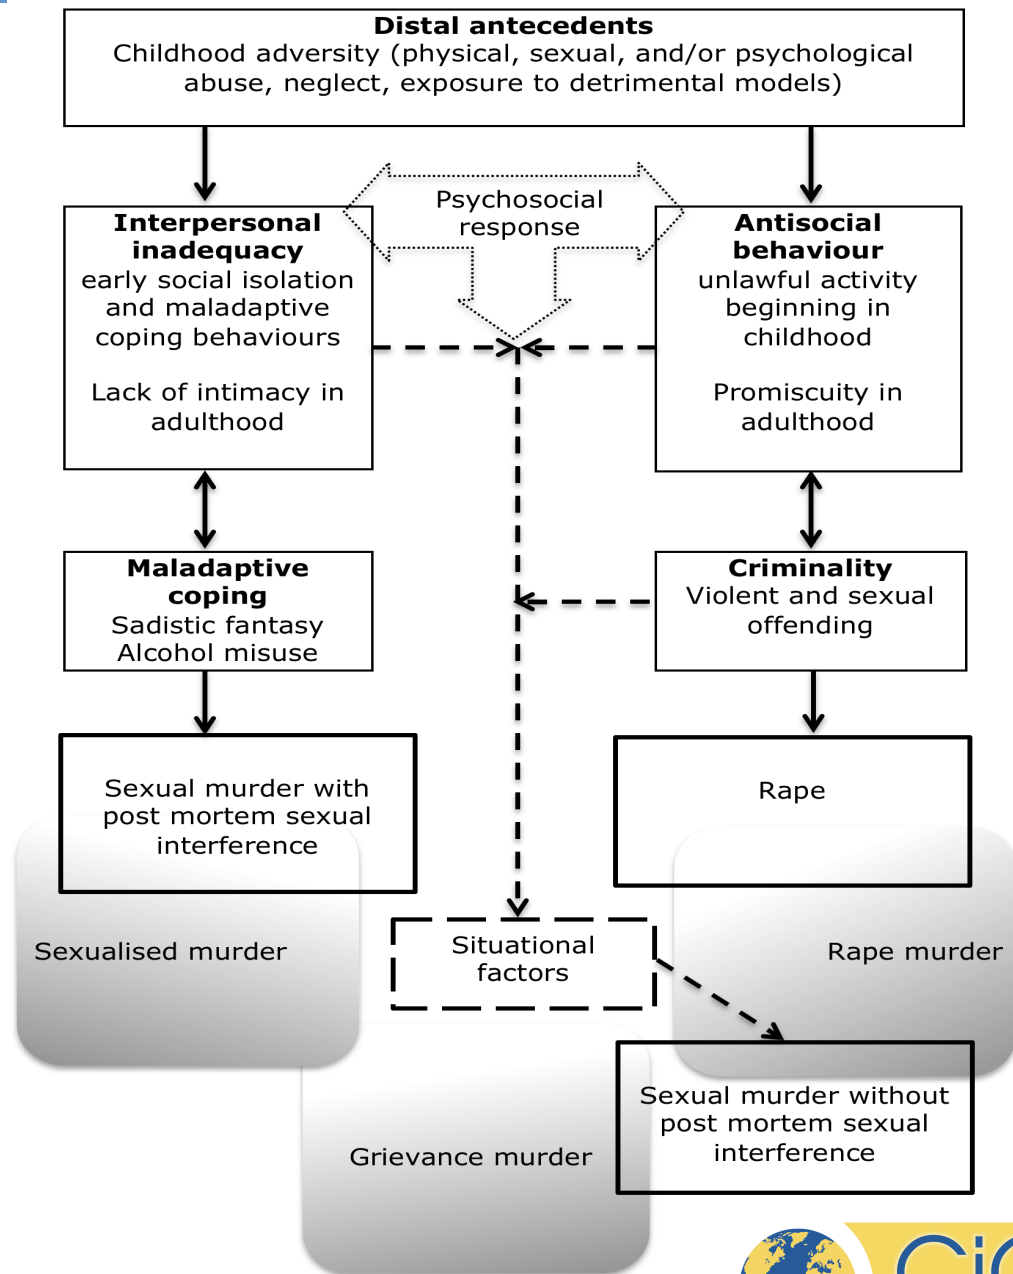 Distal antecedents
Childhood adversity (physical, sexual, and/or psychological
abuse, neglect, exposure to detrimental models)
Psychosocial
response
Interpersonal
inadequacy
early social isolation
and maladaptive
coping behaviours
Lack of intimacy in
adulthood
Antisocial
behaviour
unlawful activity
beginning in
childhood
Promiscuity in
adulthood
Maladaptive
coping
Sadistic fantasy
Alcohol misuse
Criminality
Violent and sexual
offending
Sexual murder with
post mortem sexual
interference
Rape
Sexualised murder
Situational
factors
Rape murder
Sexual murder without
post mortem sexual
interference
Grievance murder